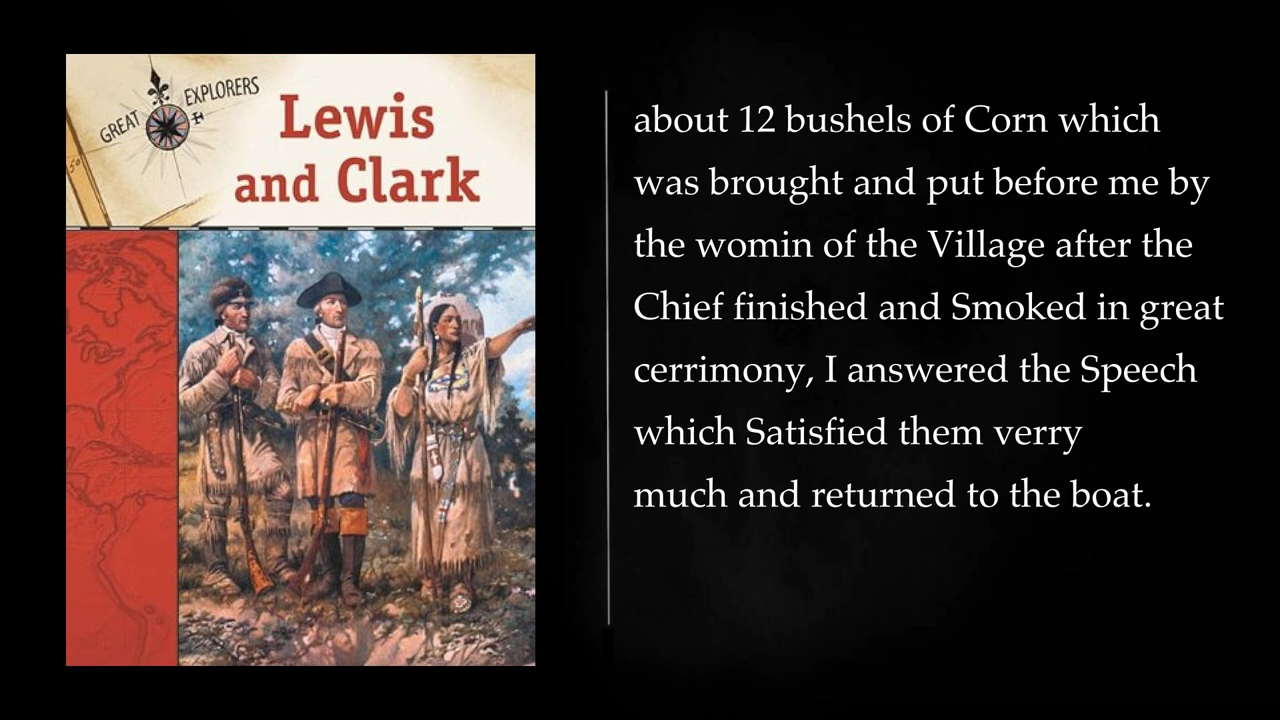 GREAT EXPLORERS
Lewis
and Clark
about 12 bushels of Corn which
was brought and put before me by
the womin of the Village after the
Chief finished and Smoked in great
cerrimony, I answered the Speech
which Satisfied them verry
much and returned to the boat.